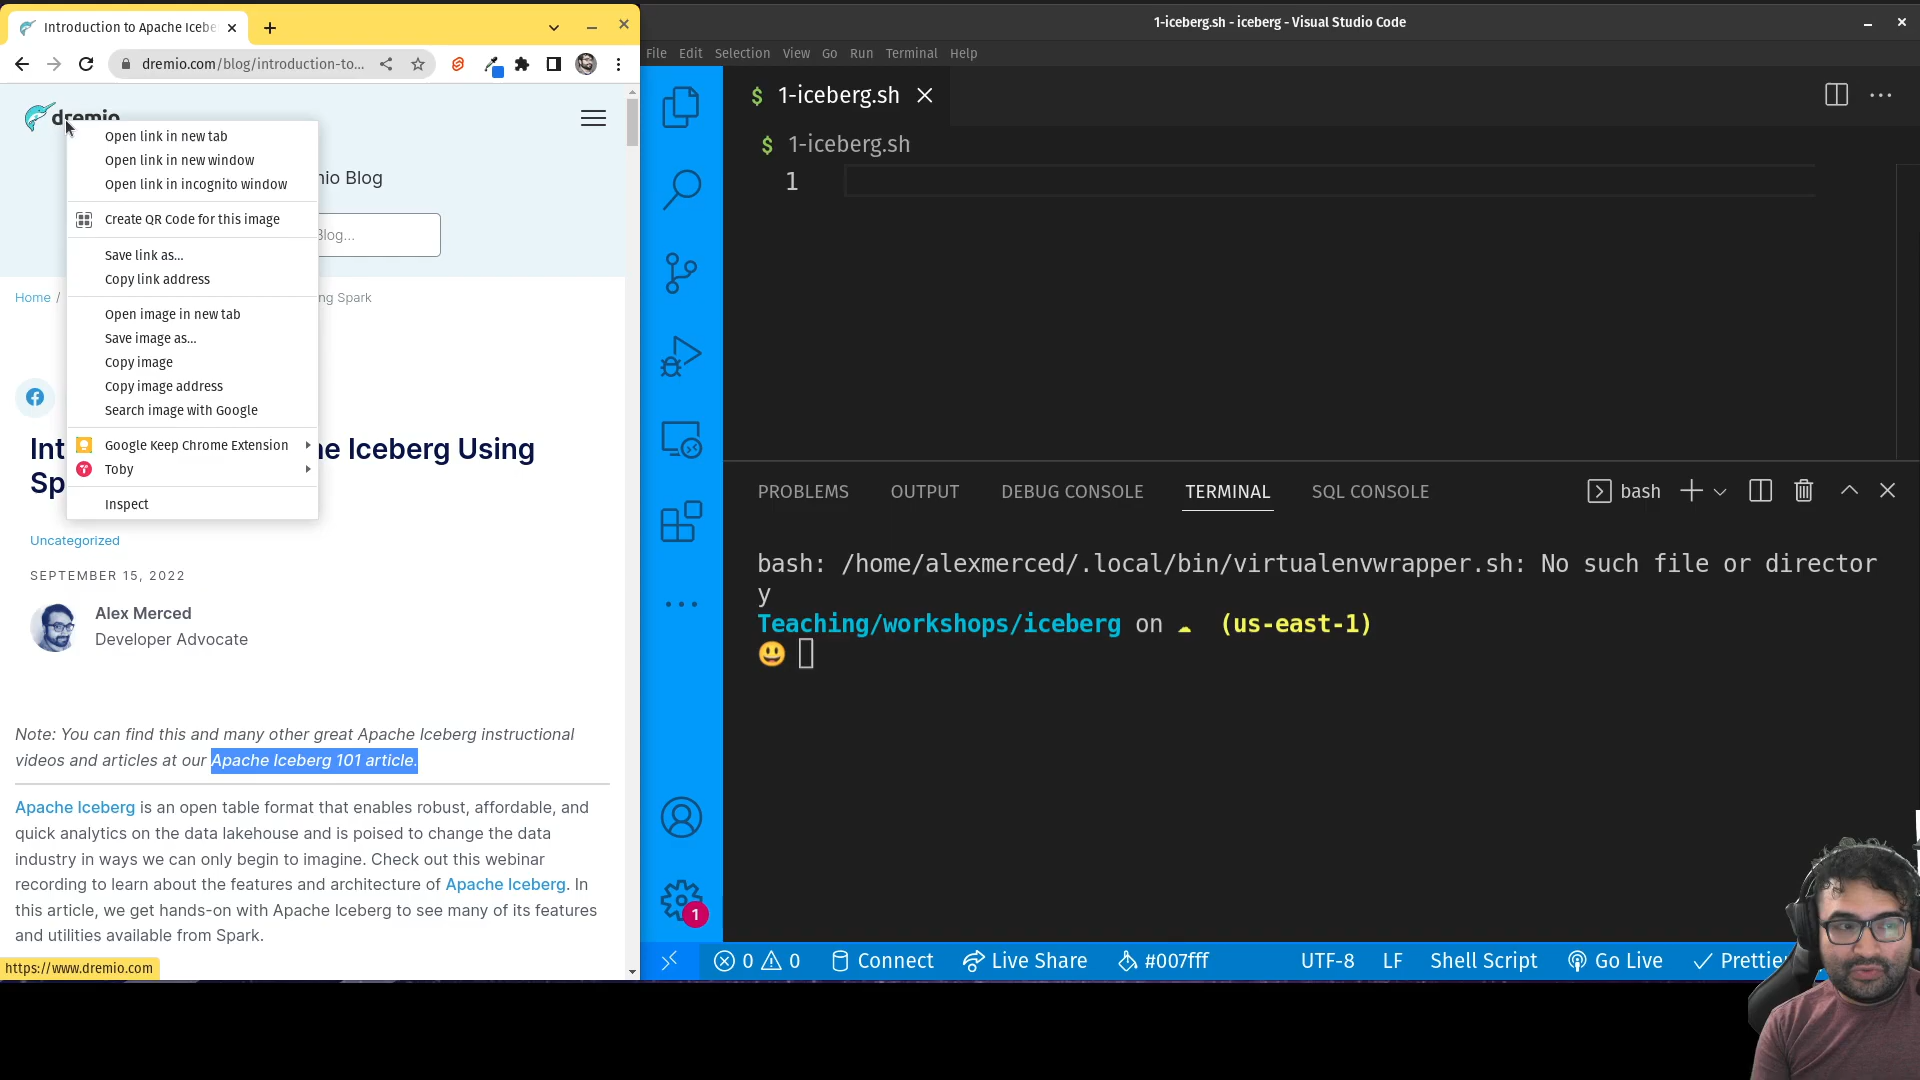 Introduction to Apache Icebe
dremio.com/blog/introduction-to...
dremio
nio Blog
Blog...
Home /
ng Spark
Open link in new tab
Open link in new window
Open link in incognito window
Create QR Code for this image
Save link as...
Copy link address
Open image in new tab
Save image as...
Copy image
Copy image address
Search image with Google
Google Keep Chrome Extension
Toby
Inspect
Int
he Iceberg Using
Sp
Uncategorized
SEPTEMBER 15, 2022
Alex Merced
Developer Advocate
Note: You can find this and many other great Apache Iceberg instructional
videos and articles at our Apache Iceberg 101 article.
Apache Iceberg is an open table format that enables robust, affordable, and
quick analytics on the data lakehouse and is poised to change the data
industry in ways we can only begin to imagine. Check out this webinar
recording to learn about the features and architecture of Apache Iceberg. In
this article, we get hands-on with Apache Iceberg to see many of its features
and utilities available from Spark.
https://www.dremio.com
1-iceberg.sh - iceberg - Visual Studio Code
File Edit Selection View Go Run Terminal Help
$ 1-iceberg.sh
$ 1-iceberg.sh
1
PROBLEMS OUTPUT DEBUG CONSOLE TERMINAL SQL CONSOLE bash
bash: /home/alexmerced/.local/bin/virtualenvwrapper.sh: No such file or director
y
Teaching/workshops/iceberg on ☁ (us-east-1)
😃
1
0 0 Connect Live Share #007fff UTF-8 LF Shell Script Go Live Prettier